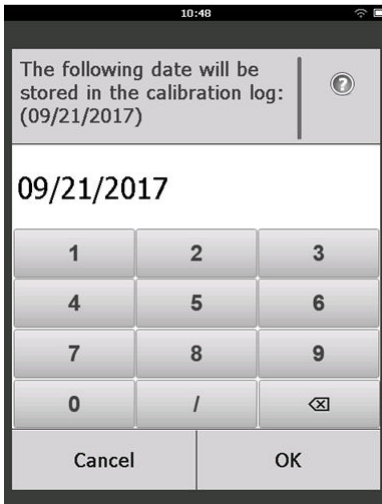 10:48
The following date will be
stored in the calibration log:
(09/21/2017)
?
09/21/2017
1 2 3
4 5 6
7 8 9
0 /
Cancel OK